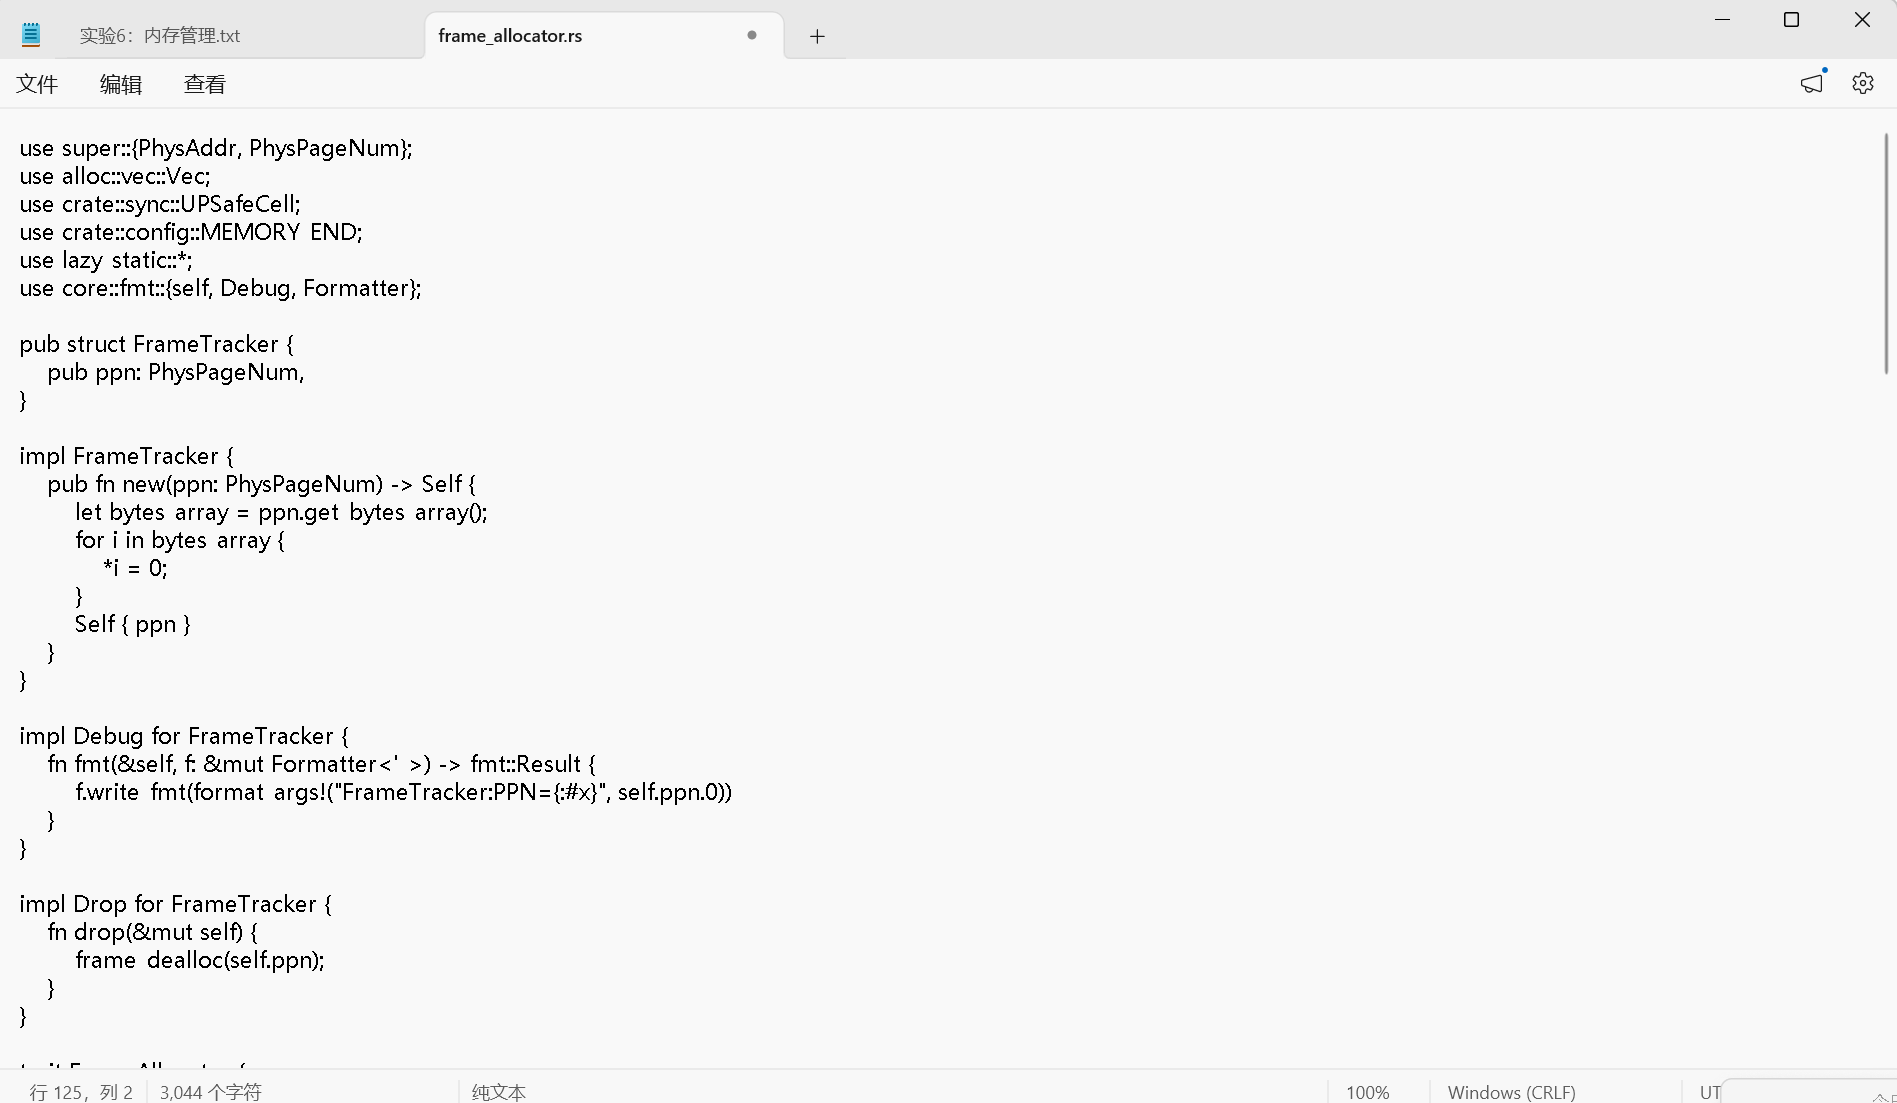 实验6：内存管理.txt
frame_allocator.rs
文件 编辑 查看
use super::{PhysAddr, PhysPageNum};
use alloc::vec::Vec;
use crate::sync::UPSafeCell;
use crate::config::MEMORY_END;
use lazy_static::*;
use core::fmt::{self, Debug, Formatter};
pub struct FrameTracker {
pub ppn: PhysPageNum,
}
impl FrameTracker {
pub fn new(ppn: PhysPageNum) -> Self {
let bytes_array = ppn.get_bytes_array();
for i in bytes_array {
*i = 0;
}
Self { ppn }
}
}
impl Debug for FrameTracker {
fn fmt(&self, f: &mut Formatter<'_>) -> fmt::Result {
f.write_fmt(format_args!("FrameTracker:PPN={:#x}", self.ppn.0))
}
}
impl Drop for FrameTracker {
fn drop(&mut self) {
frame_dealloc(self.ppn);
}
}
行 125，列 2 3,044 个字符 纯文本 100% Windows (CRLF) UT